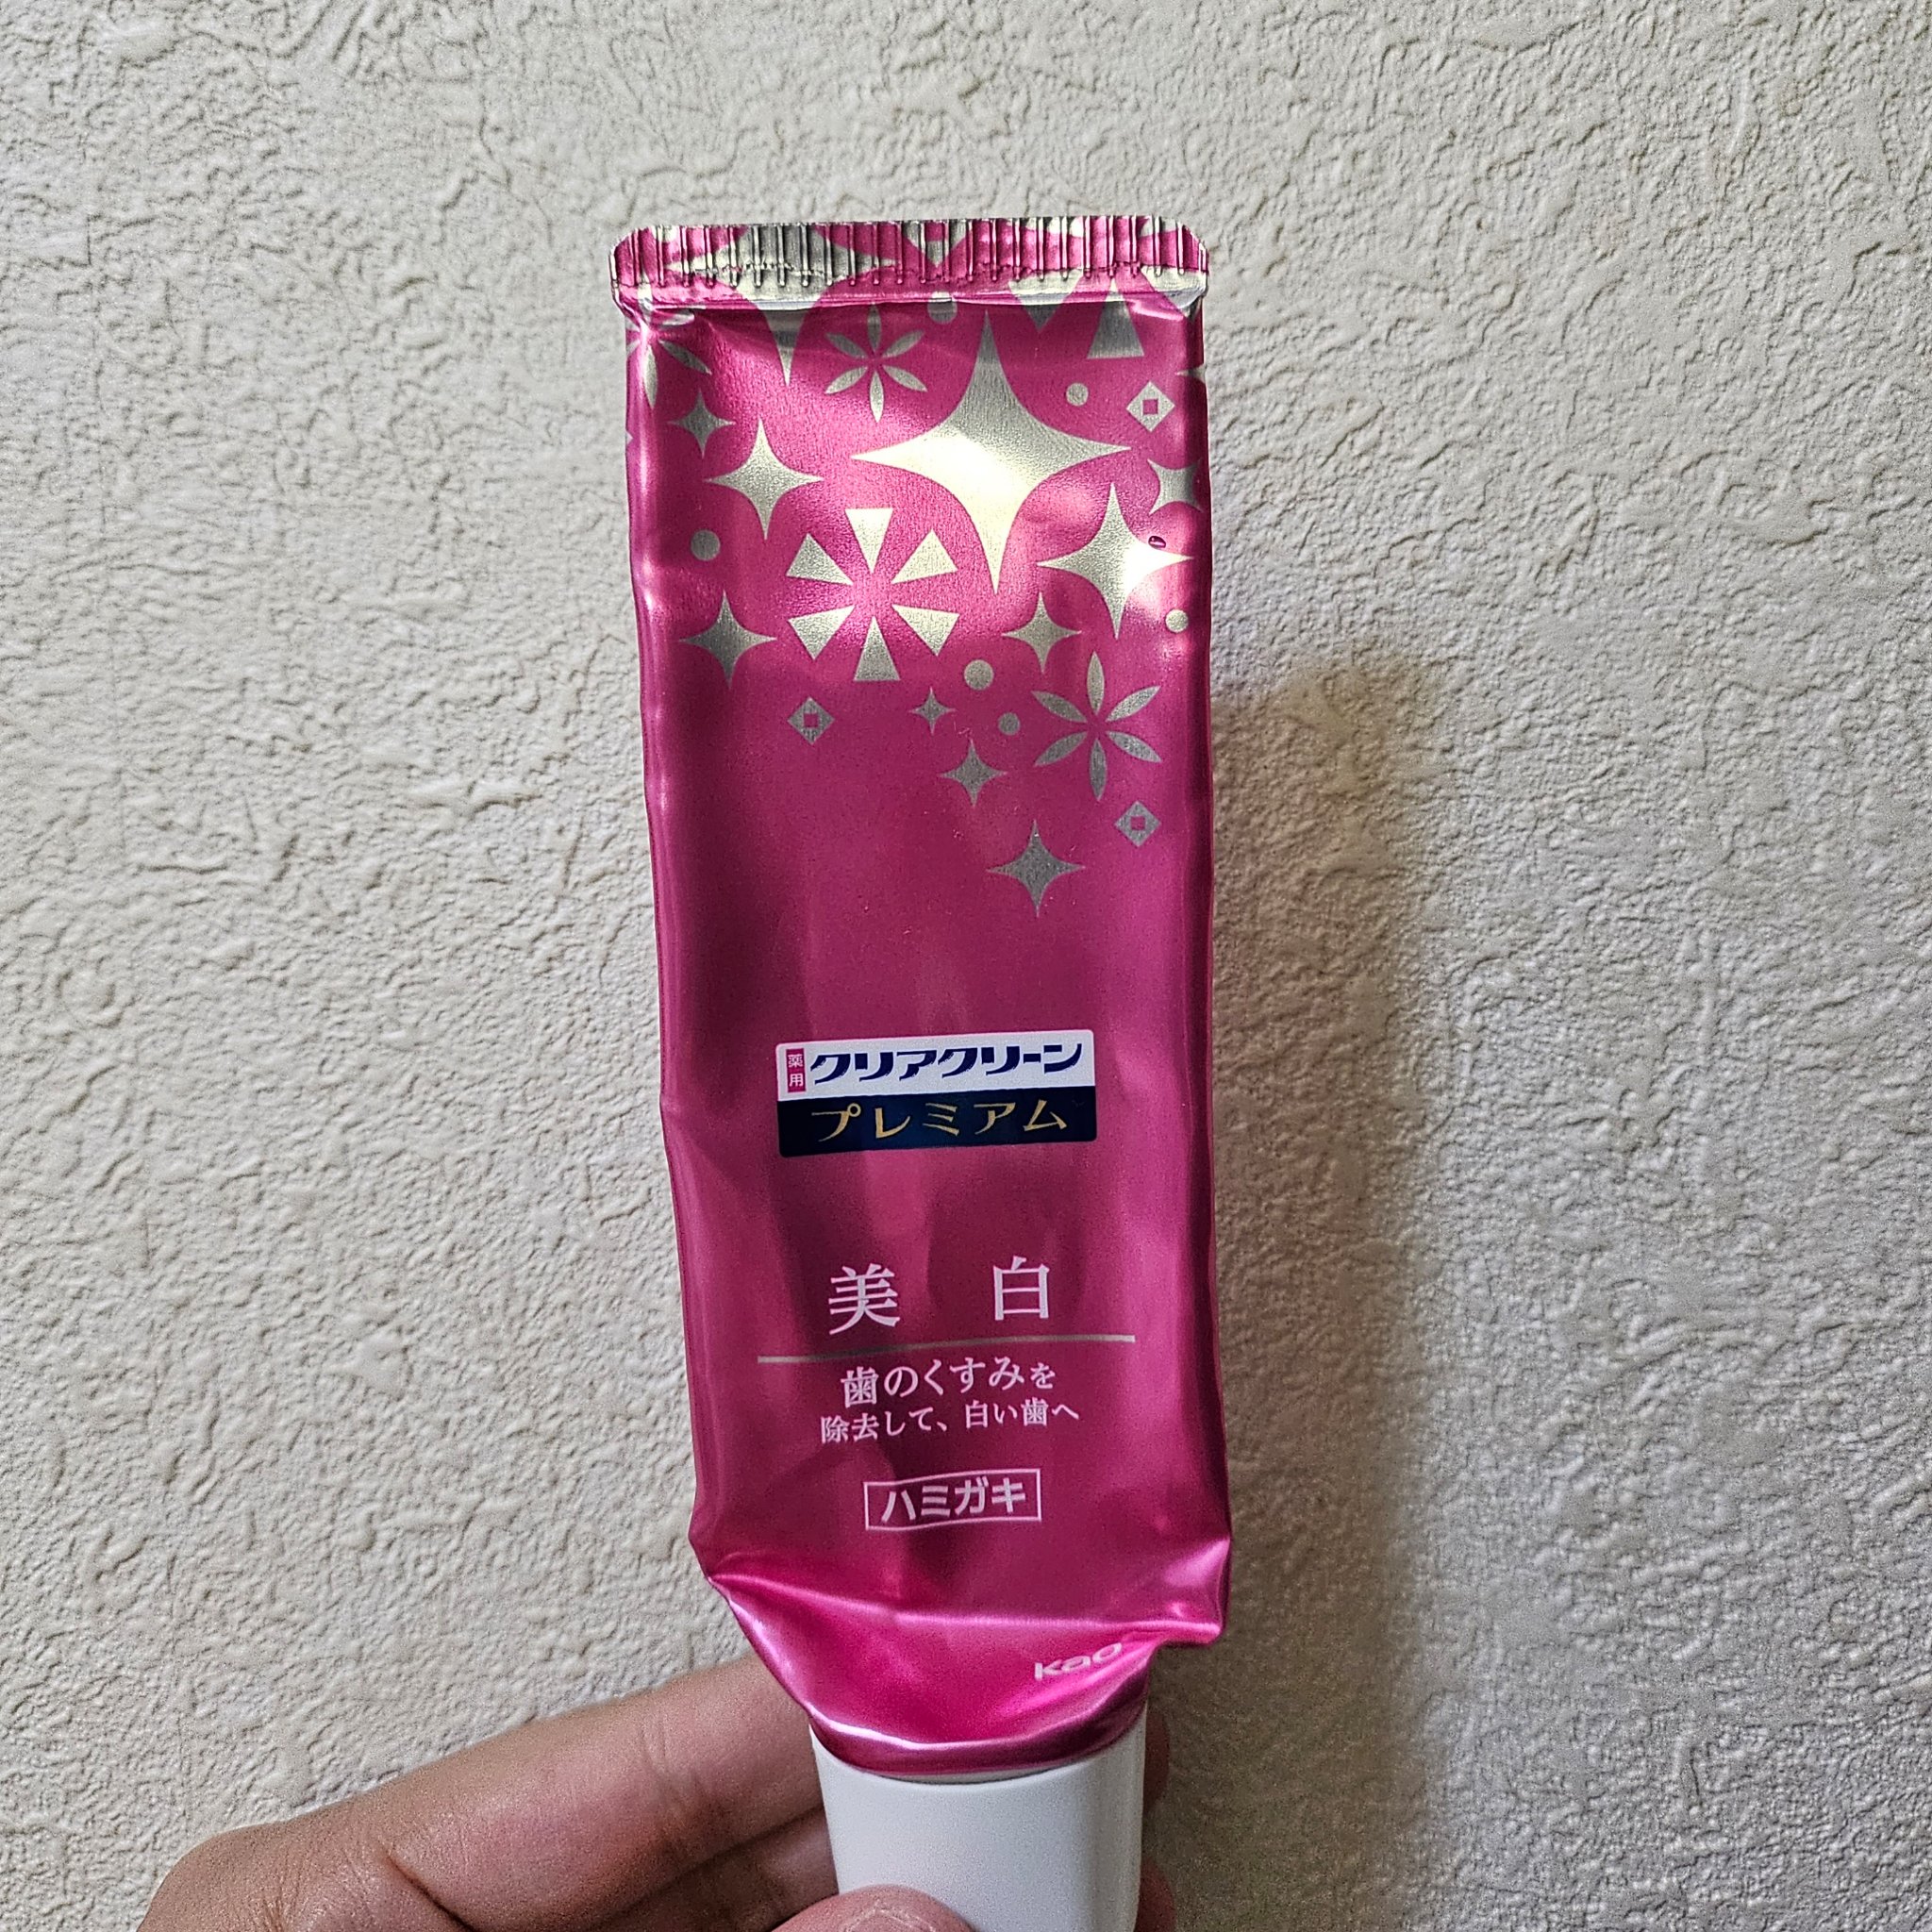 薬用 クリアクリーン
プレミアム
美白
歯のくすみを
除去して、白い歯へ
ハミガキ
kao